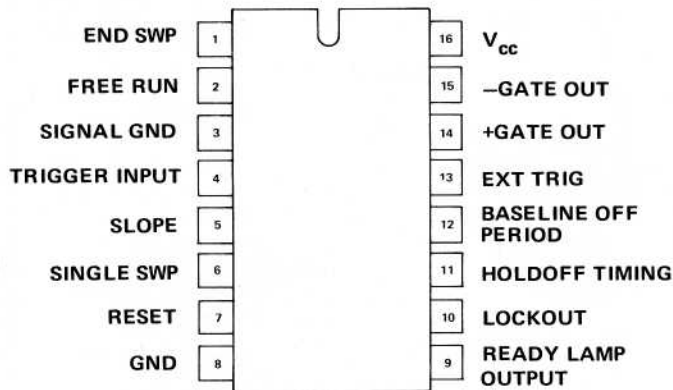 END SWP 1 16 Vcc
FREE RUN 2 15 –GATE OUT
SIGNAL GND 3 14 +GATE OUT
TRIGGER INPUT 4 13 EXT TRIG
SLOPE 5 12 BASELINE OFF
PERIOD
SINGLE SWP 6 11 HOLDOFF TIMING
RESET 7 10 LOCKOUT
GND 8 9 READY LAMP
OUTPUT